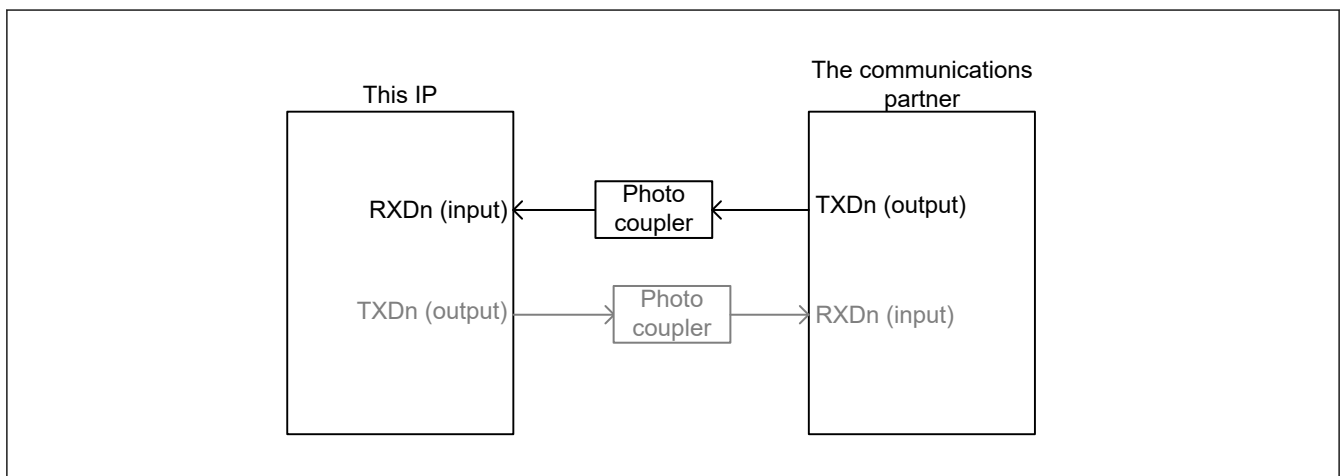 This IP
The communications
partner
RXDn (input)
Photo
coupler
TXDn (output)
TXDn (output)
Photo
coupler
RXDn (input)